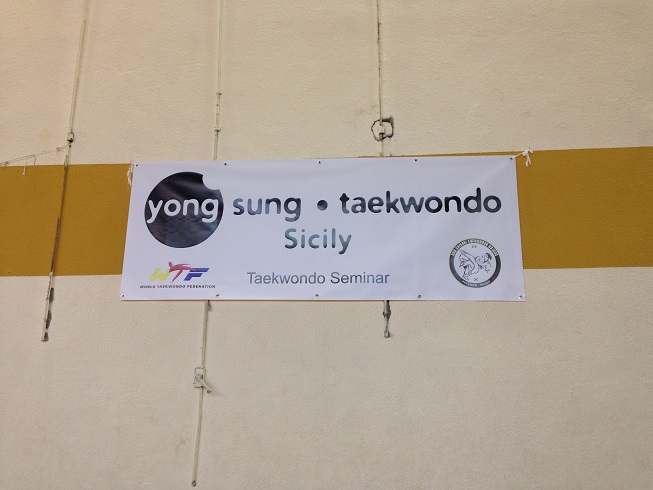 yong sung • taekwondo
Sicily
WTF
WORLD TAEKWONDO FEDERATION
Taekwondo Seminar